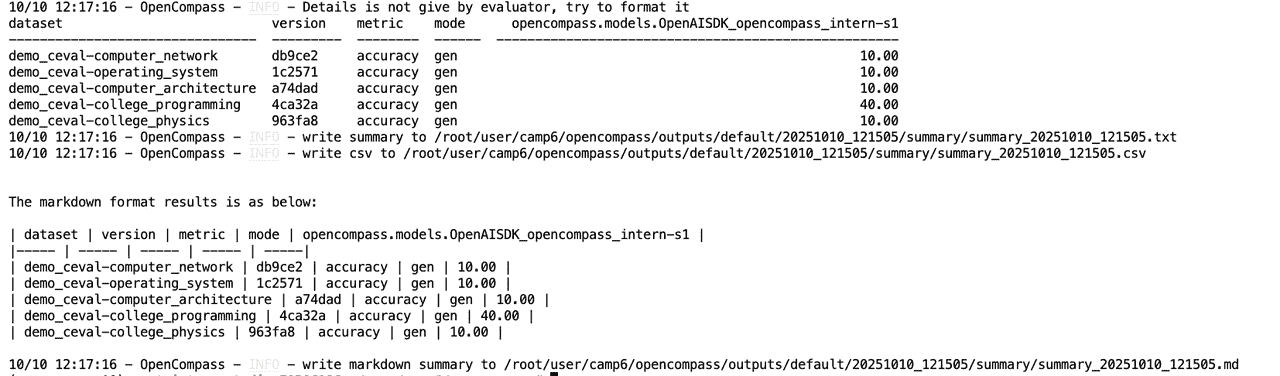 10/10 12:17:16 - OpenCompass - INFO - Details is not give by evaluator, try to format it
dataset version metric mode opencompass.models.OpenAISDK_opencompass_intern-s1
------------------------------- --------- -------- ------ ----------------------------------------------------
demo_ceval-computer_network db9ce2 accuracy gen 10.00
demo_ceval-operating_system 1c2571 accuracy gen 10.00
demo_ceval-computer_architecture a74dad accuracy gen 10.00
demo_ceval-college_programming 4ca32a accuracy gen 40.00
demo_ceval-college_physics 963fa8 accuracy gen 10.00
10/10 12:17:16 - OpenCompass - INFO - write summary to /root/user/camp6/opencompass/outputs/default/20251010_121505/summary/summary_20251010_121505.txt
10/10 12:17:16 - OpenCompass - INFO - write csv to /root/user/camp6/opencompass/outputs/default/20251010_121505/summary/summary_20251010_121505.csv
The markdown format results is as below:
| dataset | version | metric | mode | opencompass.models.OpenAISDK_opencompass_intern-s1 |
|----- | ----- | ----- | ----- | -----|
| demo_ceval-computer_network | db9ce2 | accuracy | gen | 10.00 |
| demo_ceval-operating_system | 1c2571 | accuracy | gen | 10.00 |
| demo_ceval-computer_architecture | a74dad | accuracy | gen | 10.00 |
| demo_ceval-college_programming | 4ca32a | accuracy | gen | 40.00 |
| demo_ceval-college_physics | 963fa8 | accuracy | gen | 10.00 |
10/10 12:17:16 - OpenCompass - INFO - write markdown summary to /root/user/camp6/opencompass/outputs/default/20251010_121505/summary/summary_20251010_121505.md